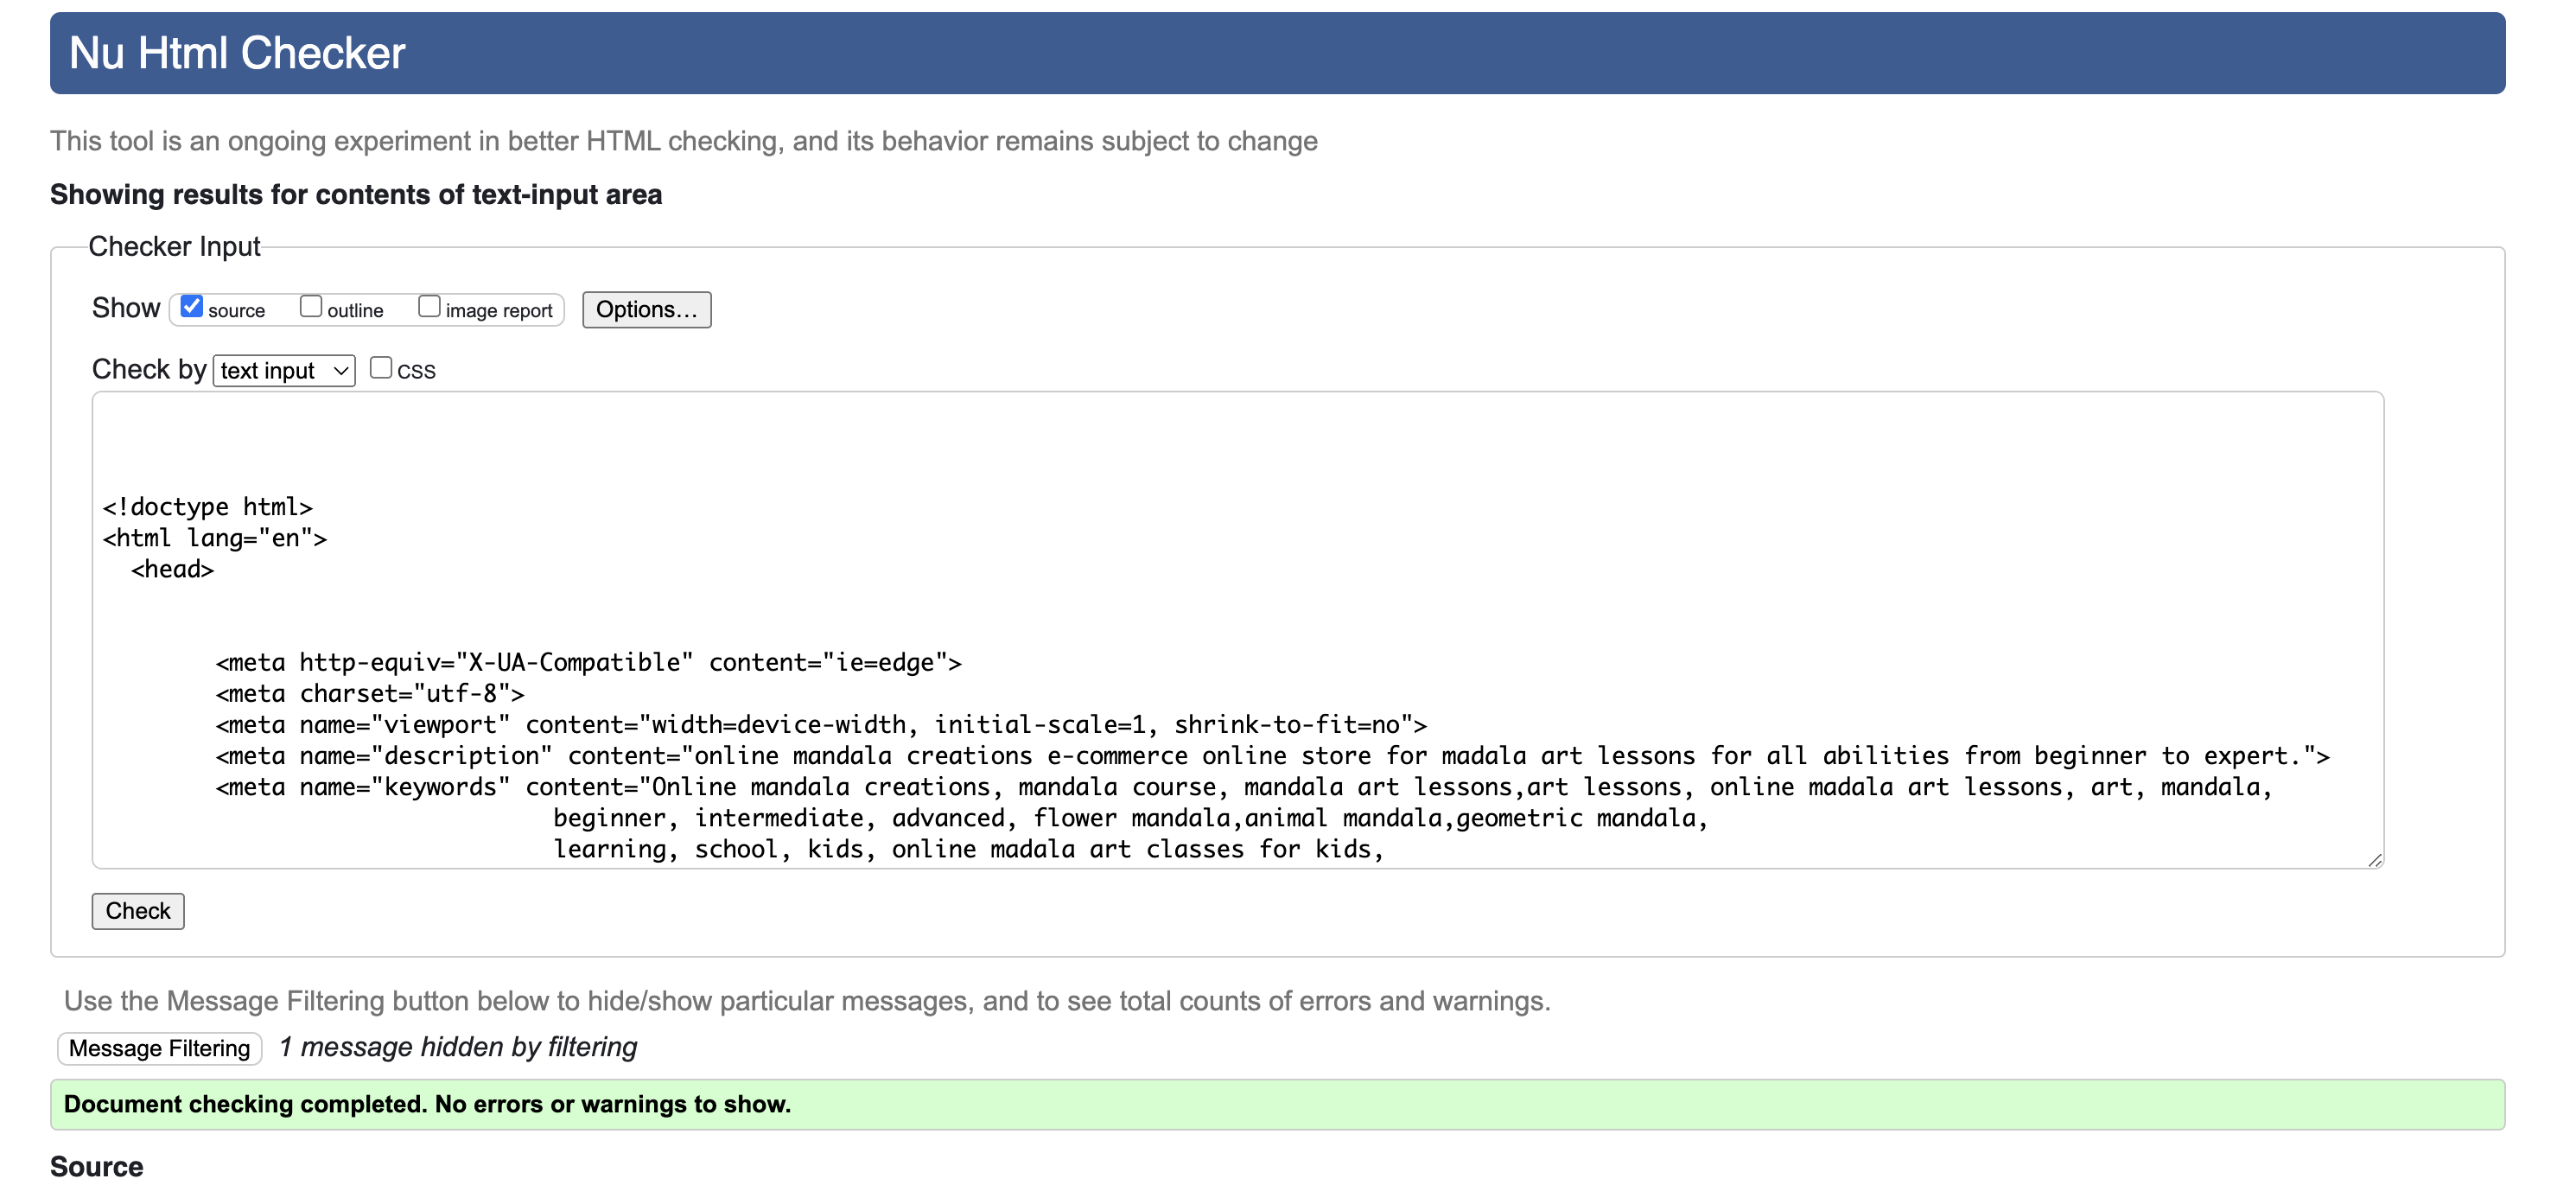 Nu Html Checker
This tool is an ongoing experiment in better HTML checking, and its behavior remains subject to change
Showing results for contents of text-input area
Checker Input
Show source outline image report Options...
Check by text input CSS
<!doctype html>
<html lang="en">
<head>
<meta http-equiv="X-UA-Compatible" content="ie=edge">
<meta charset="utf-8">
<meta name="viewport" content="width=device-width, initial-scale=1, shrink-to-fit=no">
<meta name="description" content="online mandala creations e-commerce online store for madala art lessons for all abilities from beginner to expert.">
<meta name="keywords" content="Online mandala creations, mandala course, mandala art lessons,art lessons, online madala art lessons, art, mandala,
beginner, intermediate, advanced, flower mandala,animal mandala,geometric mandala,
learning, school, kids, online madala art classes for kids,
Check
Use the Message Filtering button below to hide/show particular messages, and to see total counts of errors and warnings.
Message Filtering 1 message hidden by filtering
Document checking completed. No errors or warnings to show.
Source